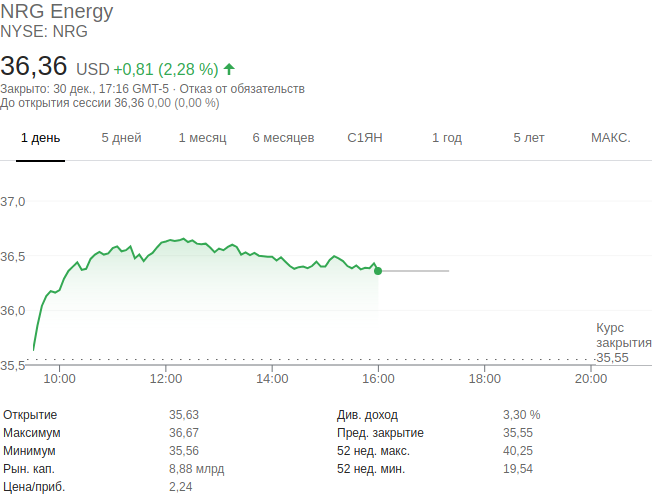 NRG Energy
NYSE: NRG
36,36 USD +0,81 (2,28 %)
Закрыто: 30 дек., 17:16 GMT-5 · Отказ от обязательств
До открытия сессии 36,36 0,00 (0,00 %)
1 день 5 дней 1 месяц 6 месяцев С1ЯН 1 год 5 лет МАКС.
37,0
36,5
36,0
Курс
закрытия
35,55
35,5
10:00 12:00 14:00 16:00 18:00 20:00
Открытие 35,63 Див. доход 3,30 %
Максимум 36,67 Пред. закрытие 35,55
Минимум 35,56 52 нед. макс. 40,25
Рын. кап. 8,88 млрд 52 нед. мин. 19,54
Цена/приб. 2,24